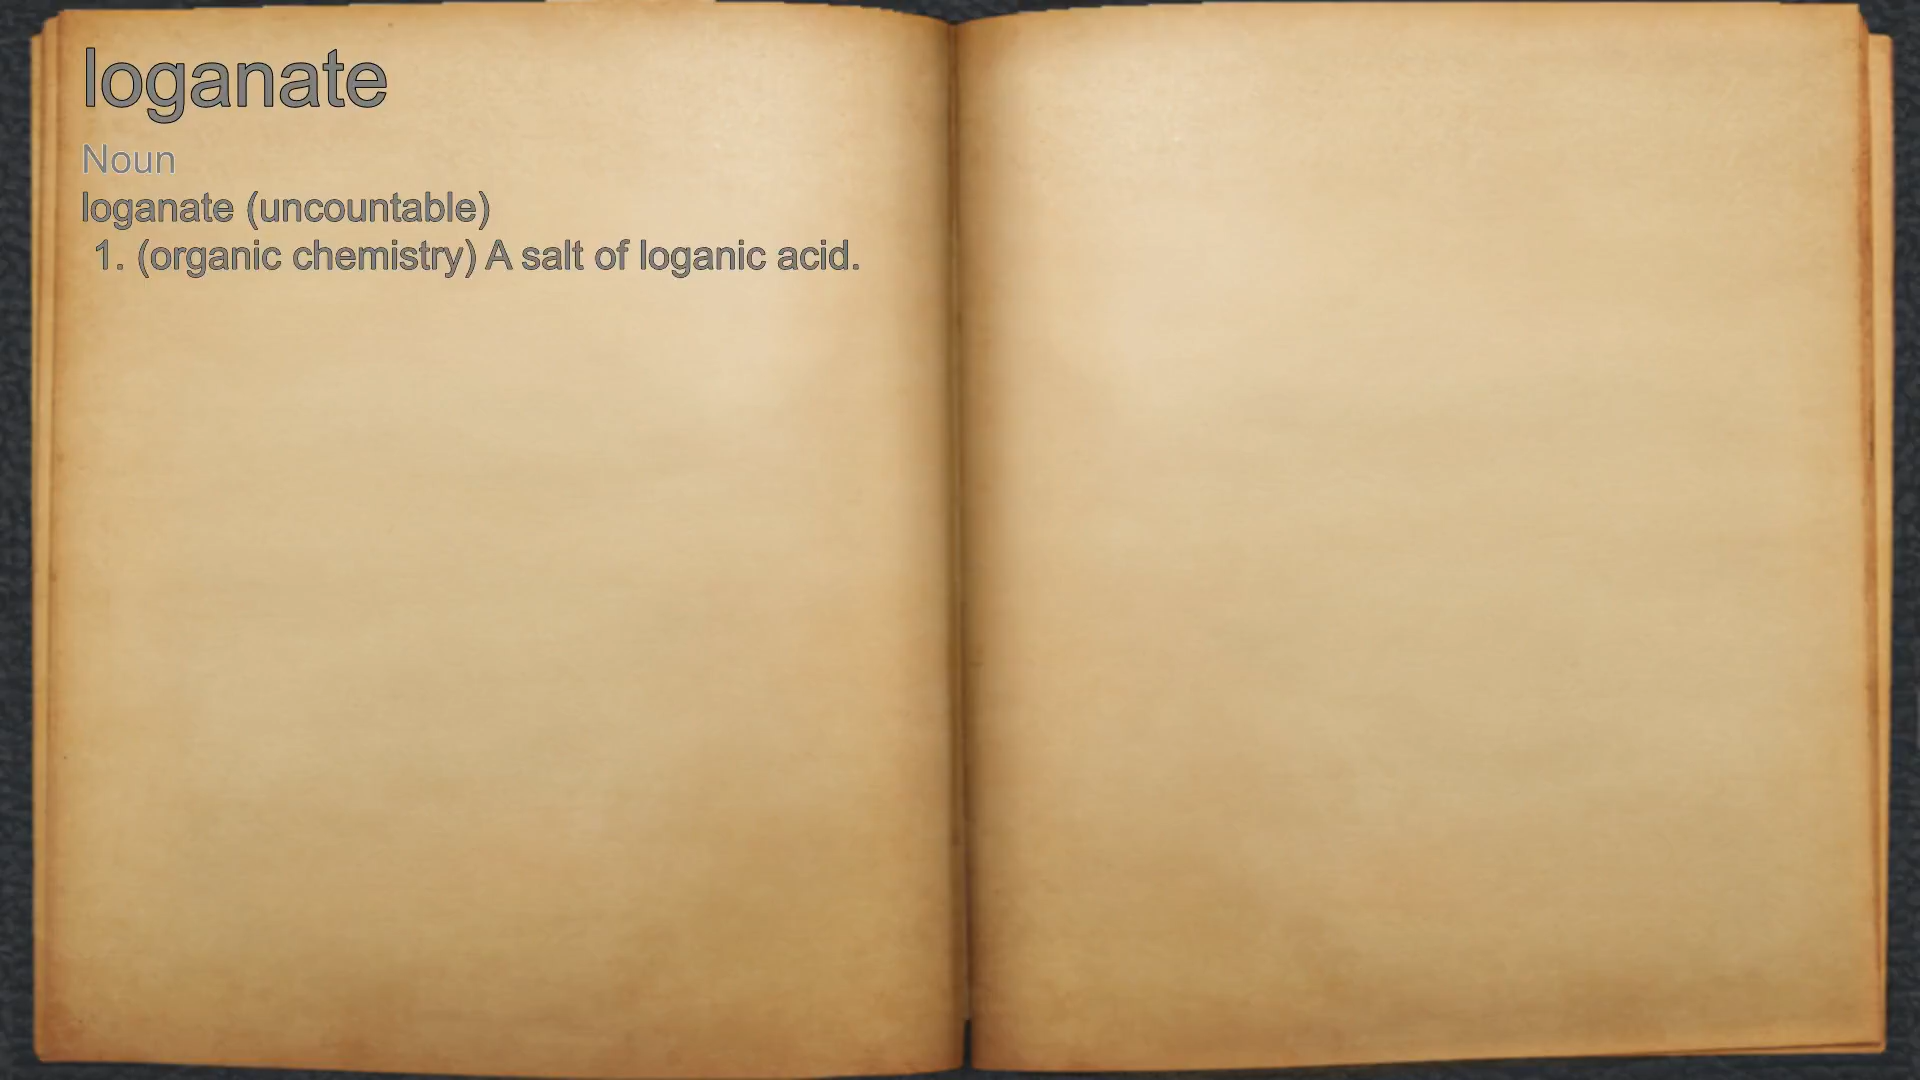 loganate
Noun
loganate (uncountable)
1. (organic chemistry) A salt of loganic acid.